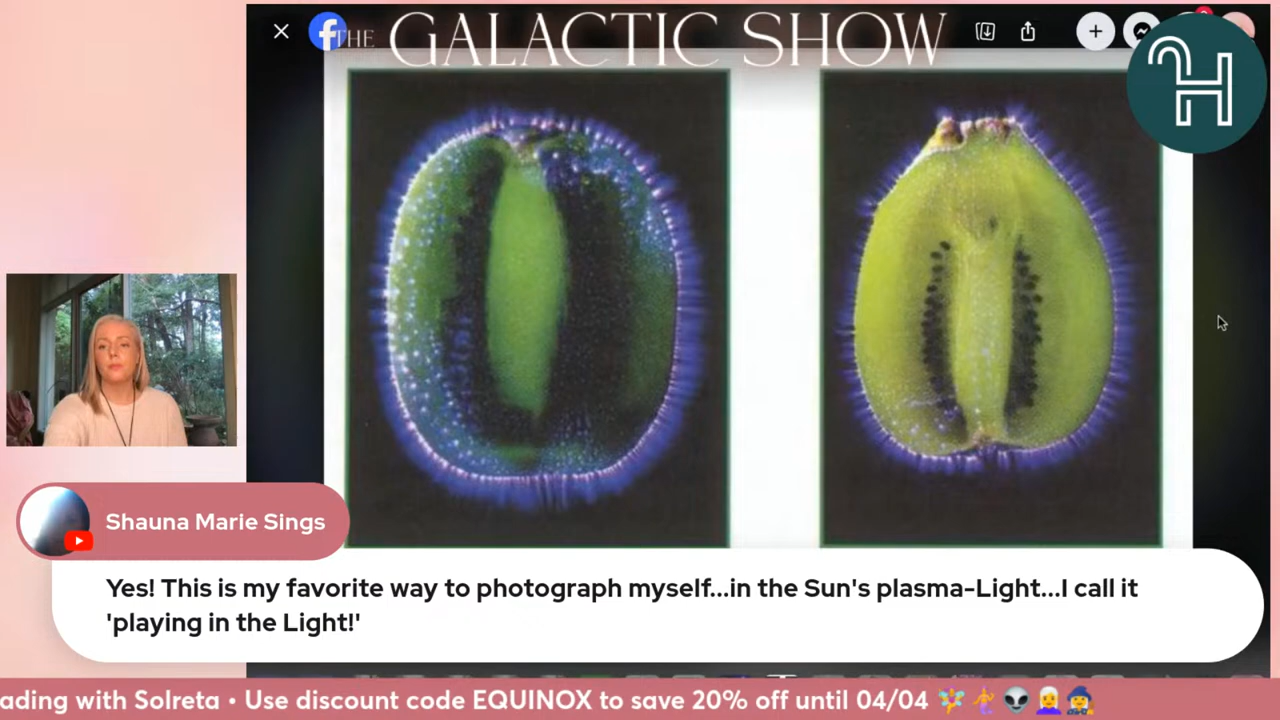 THE GALACTIC SHOW
H
Shauna Marie Sings
Yes! This is my favorite way to photograph myself...in the Sun's plasma-Light...I call it
'playing in the Light!'
ading with Solreta • Use discount code EQUINOX to save 20% off until 04/04 🧚 🧜‍♀️ 👽 👩‍🦳 🧙‍♀️